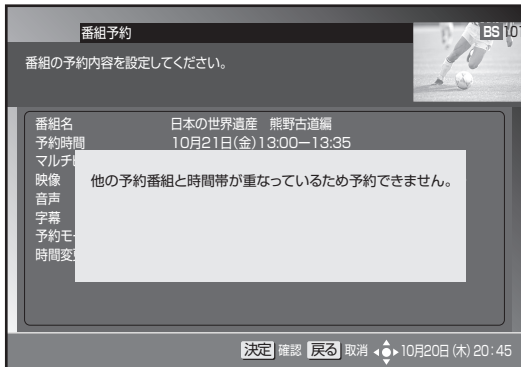 番組予約
BS 101
番組の予約内容を設定してください。
番組名 日本の世界遺産 熊野古道編
予約時間 10月21日(金)13:00ー13:35
マルチ
映像
音声
字幕
予約モー
時間変
他の予約番組と時間帯が重なっているため予約できません。
決定 確認 戻る 取消 10月20日(木)20:45